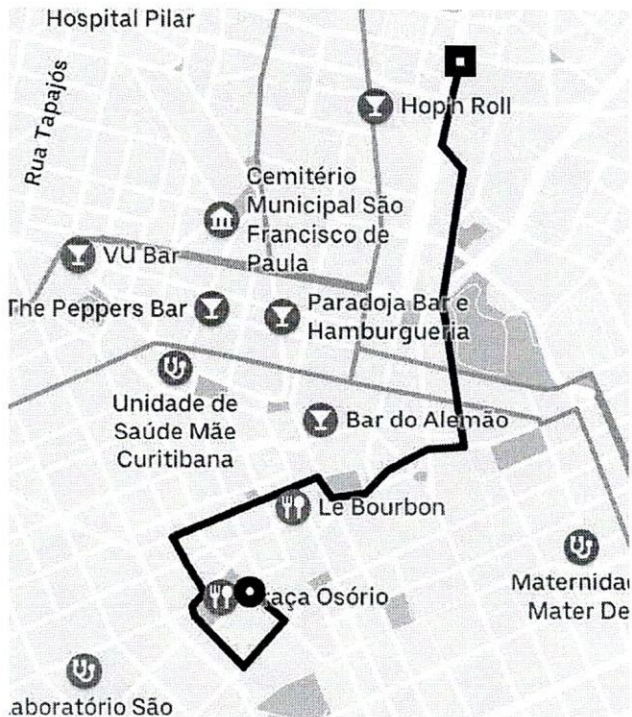 Hospital Pilar
Hop'n Roll
Rua Tapajós
Cemitério
Municipal São
Francisco de
Paula
VU Bar
The Peppers Bar
Paradoja Bar e
Hamburgueria
Unidade de
Saúde Mãe
Curitibana
Bar do Alemão
Le Bourbon
raça Osório
Maternida
Mater De
aboratório São